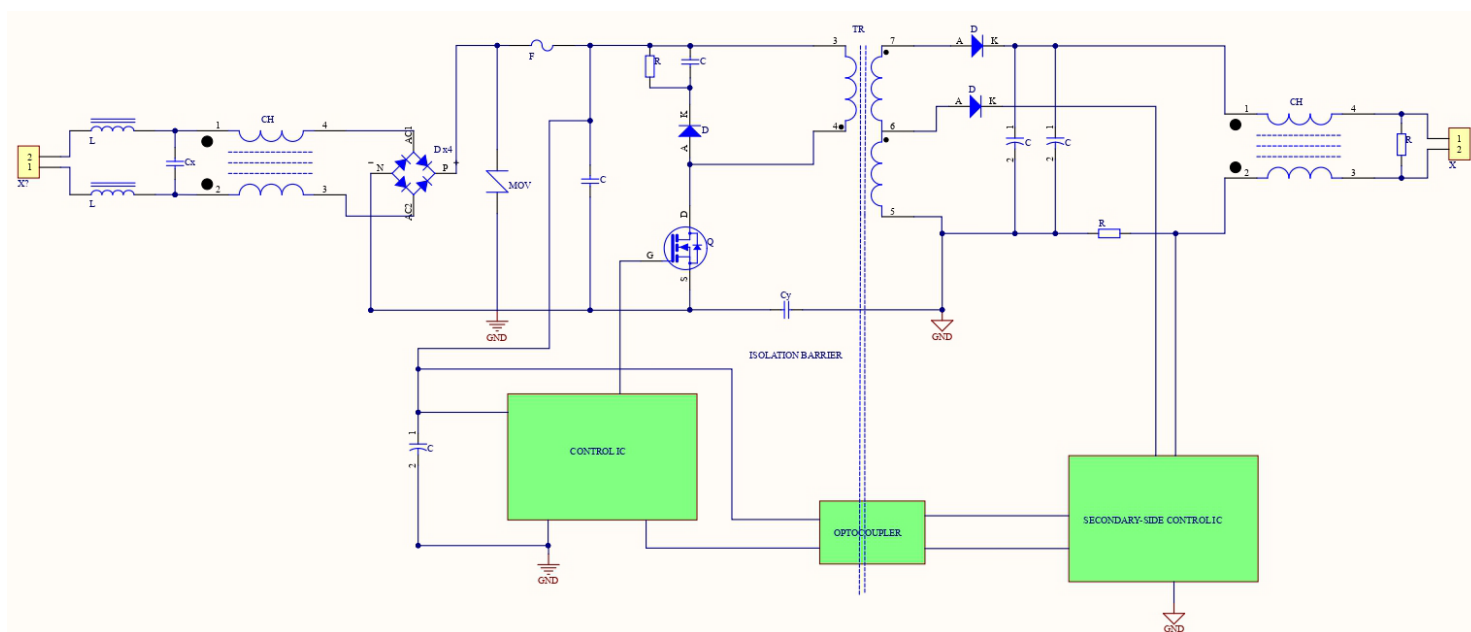 TR
3
7
A
D
K
F
R
C
D
A
K
6
4
L
1
CH
4
AC1
K
D
A
D x4
+
2
1
X?
Cx
−
N
P
MOV
C
L
2
3
AC2
D
G
Q
S
5
1
C
2
1
C
2
R
1
CH
4
R
1
2
X
2
3
Cy
GND
GND
ISOLATION BARRIER
1
C
2
CONTROL IC
OPTOCOUPLER
SECONDARY-SIDE CONTROL IC
GND
GND